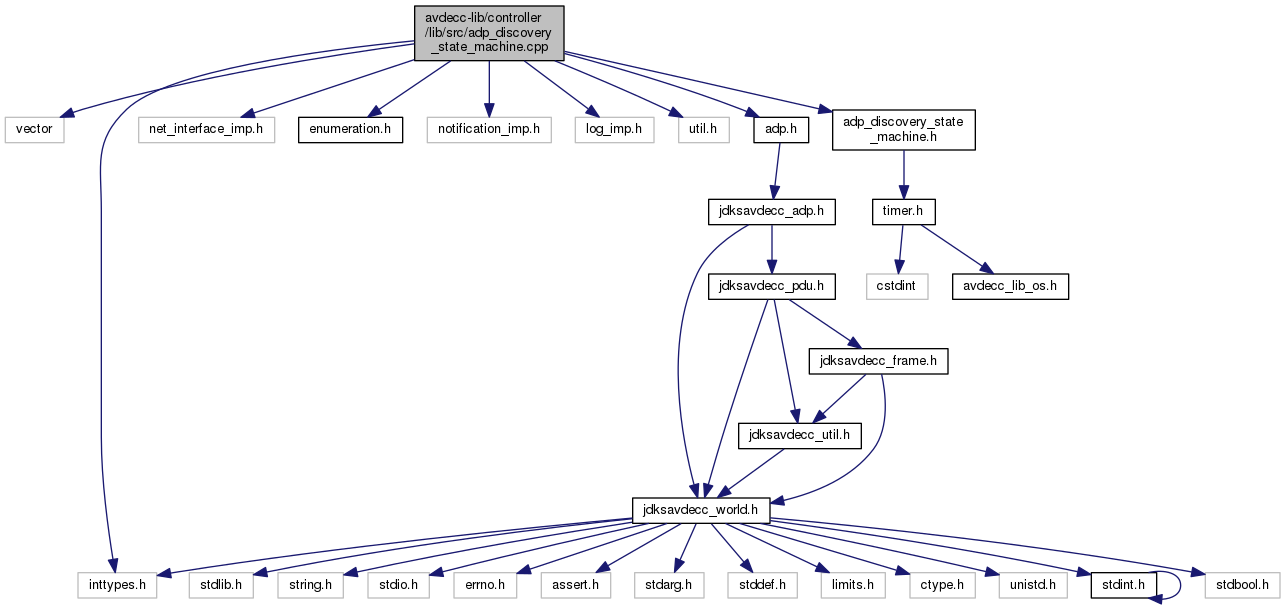 avdecc-lib/controller
/lib/src/adp_discovery
_state_machine.cpp
vector
net_interface_imp.h
enumeration.h
notification_imp.h
log_imp.h
util.h
adp.h
adp_discovery_state
_machine.h
jdksavdecc_adp.h
timer.h
jdksavdecc_pdu.h
cstdint
avdecc_lib_os.h
jdksavdecc_frame.h
jdksavdecc_util.h
jdksavdecc_world.h
inttypes.h
stdlib.h
string.h
stdio.h
errno.h
assert.h
stdarg.h
stddef.h
limits.h
ctype.h
unistd.h
stdint.h
stdbool.h